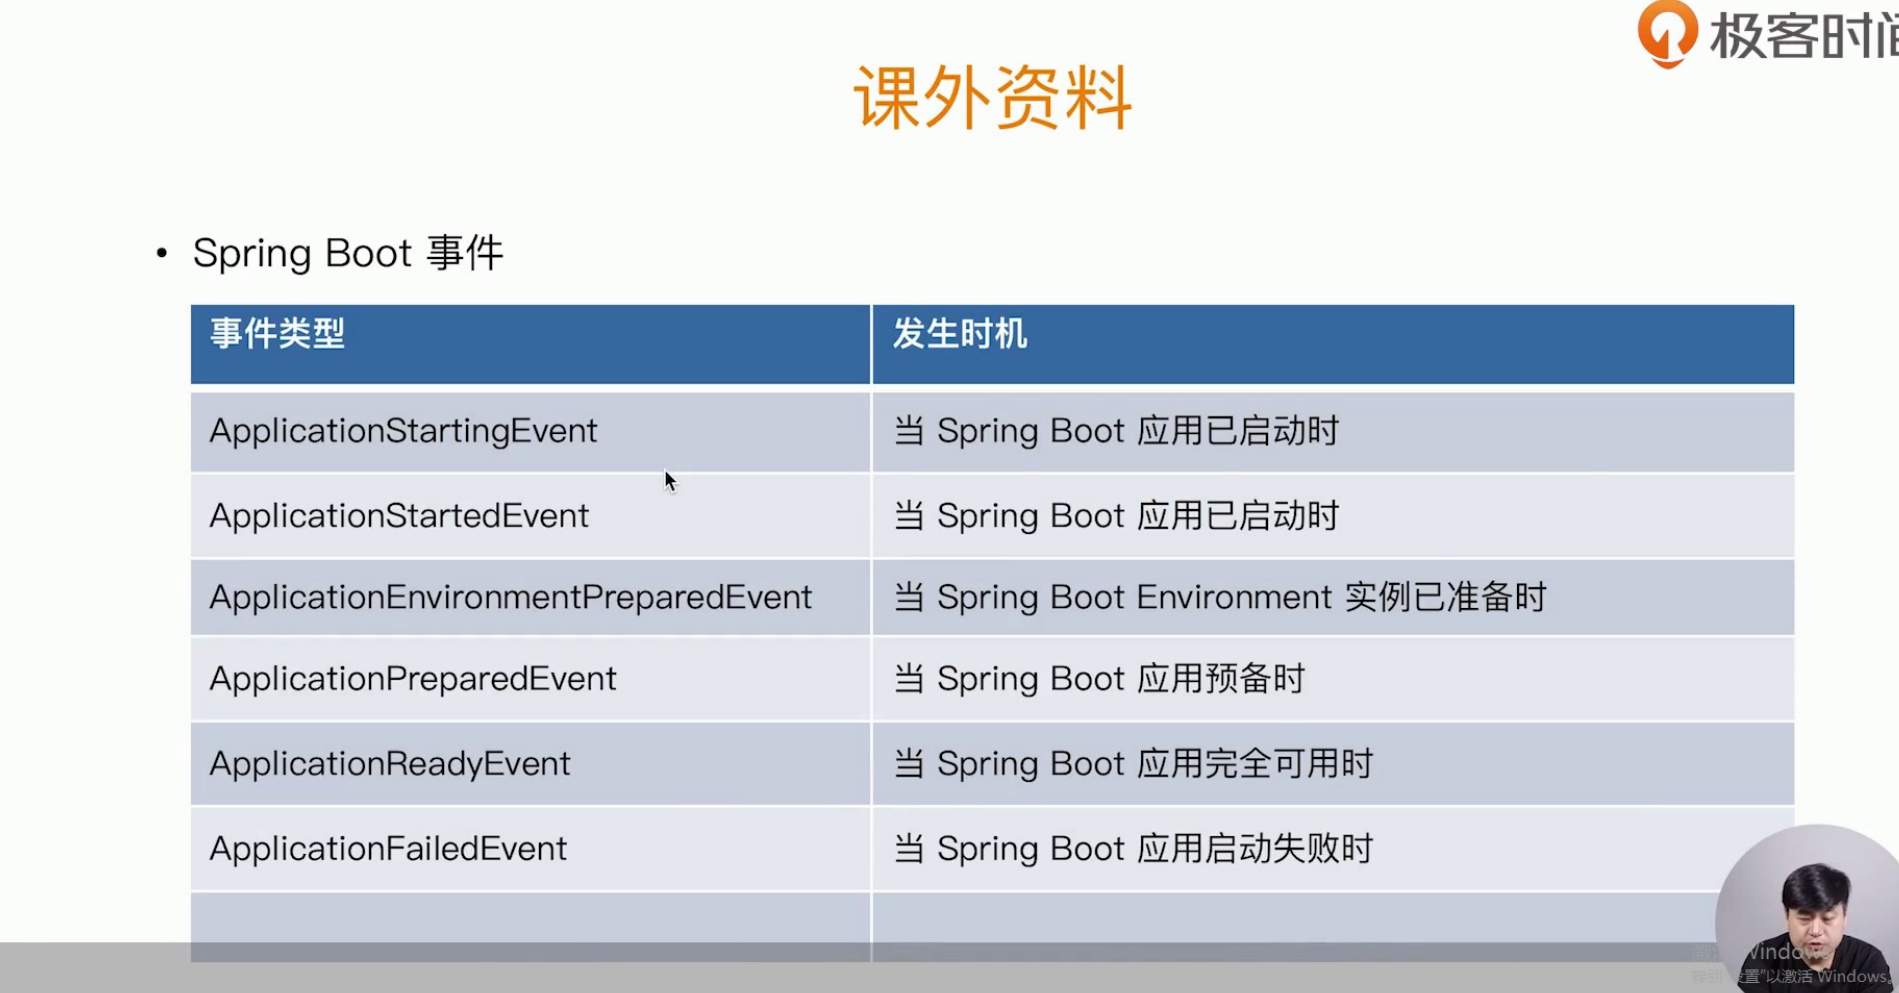 极客时间
课外资料
• Spring Boot 事件
事件类型 发生时机
ApplicationStartingEvent 当 Spring Boot 应用已启动时
ApplicationStartedEvent 当 Spring Boot 应用已启动时
ApplicationEnvironmentPreparedEvent 当 Spring Boot Environment 实例已准备时
ApplicationPreparedEvent 当 Spring Boot 应用预备时
ApplicationReadyEvent 当 Spring Boot 应用完全可用时
ApplicationFailedEvent 当 Spring Boot 应用启动失败时
Windows
置"以激活 Windows。